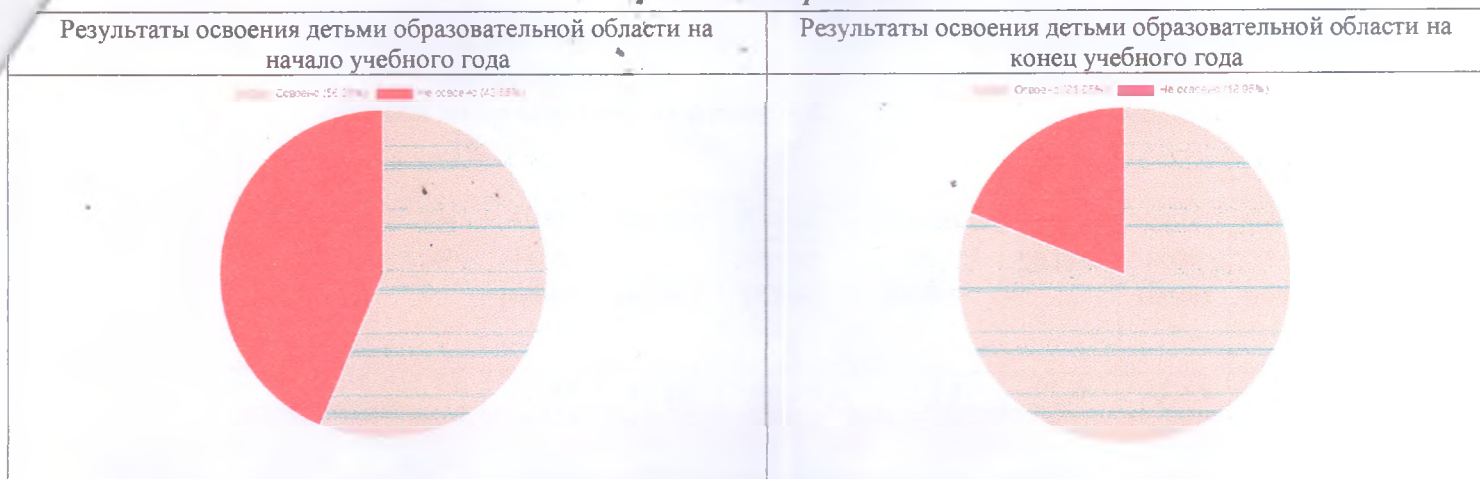 Результаты освоения детьми образовательной области на
начало учебного года
Результаты освоения детьми образовательной области на
конец учебного года
Освоено
Не освоено
Освоено
Не освоено